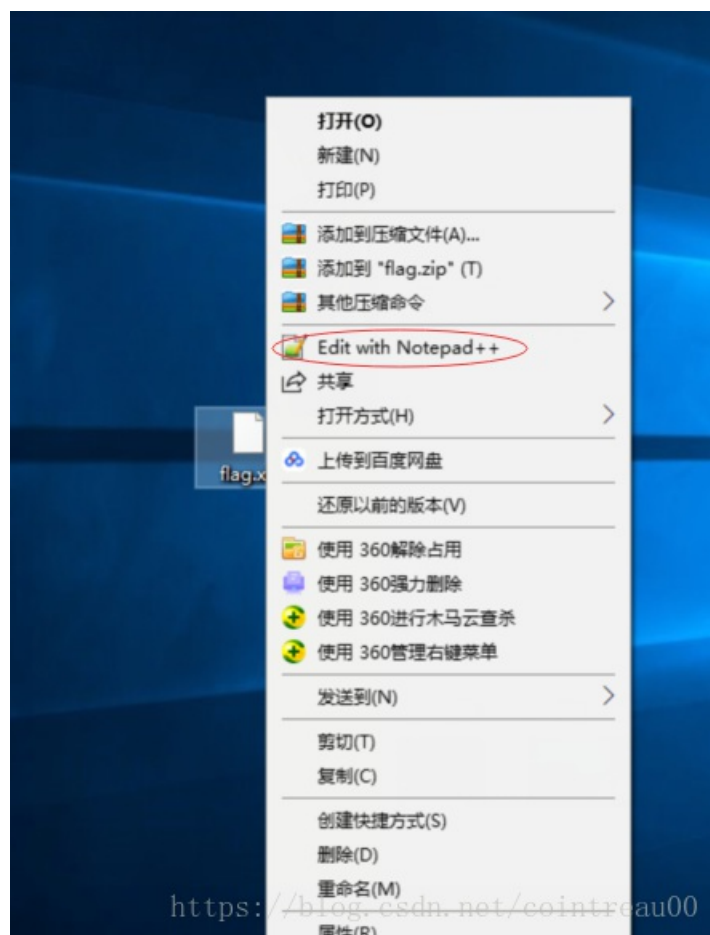 打开(O)
新建(N)
打印(P)
添加到压缩文件(A)...
添加到 "flag.zip" (T)
其他压缩命令
Edit with Notepad++
共享
打开方式(H)
flag.x
上传到百度网盘
还原以前的版本(V)
使用 360解除占用
使用 360强力删除
使用 360进行木马云查杀
使用 360管理右键菜单
发送到(N)
剪切(T)
复制(C)
创建快捷方式(S)
删除(D)
重命名(M)
https://blog.csdn.net/cointreau00
属性(R)